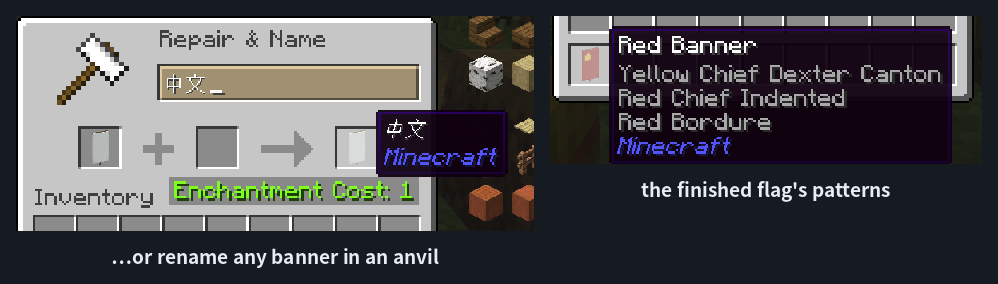 Repair & Name
中文_
中文
Minecraft
Enchantment Cost: 1
Inventory
…or rename any banner in an anvil
Red Banner
Yellow Chief Dexter Canton
Red Chief Indented
Red Bordure
Minecraft
the finished flag's patterns